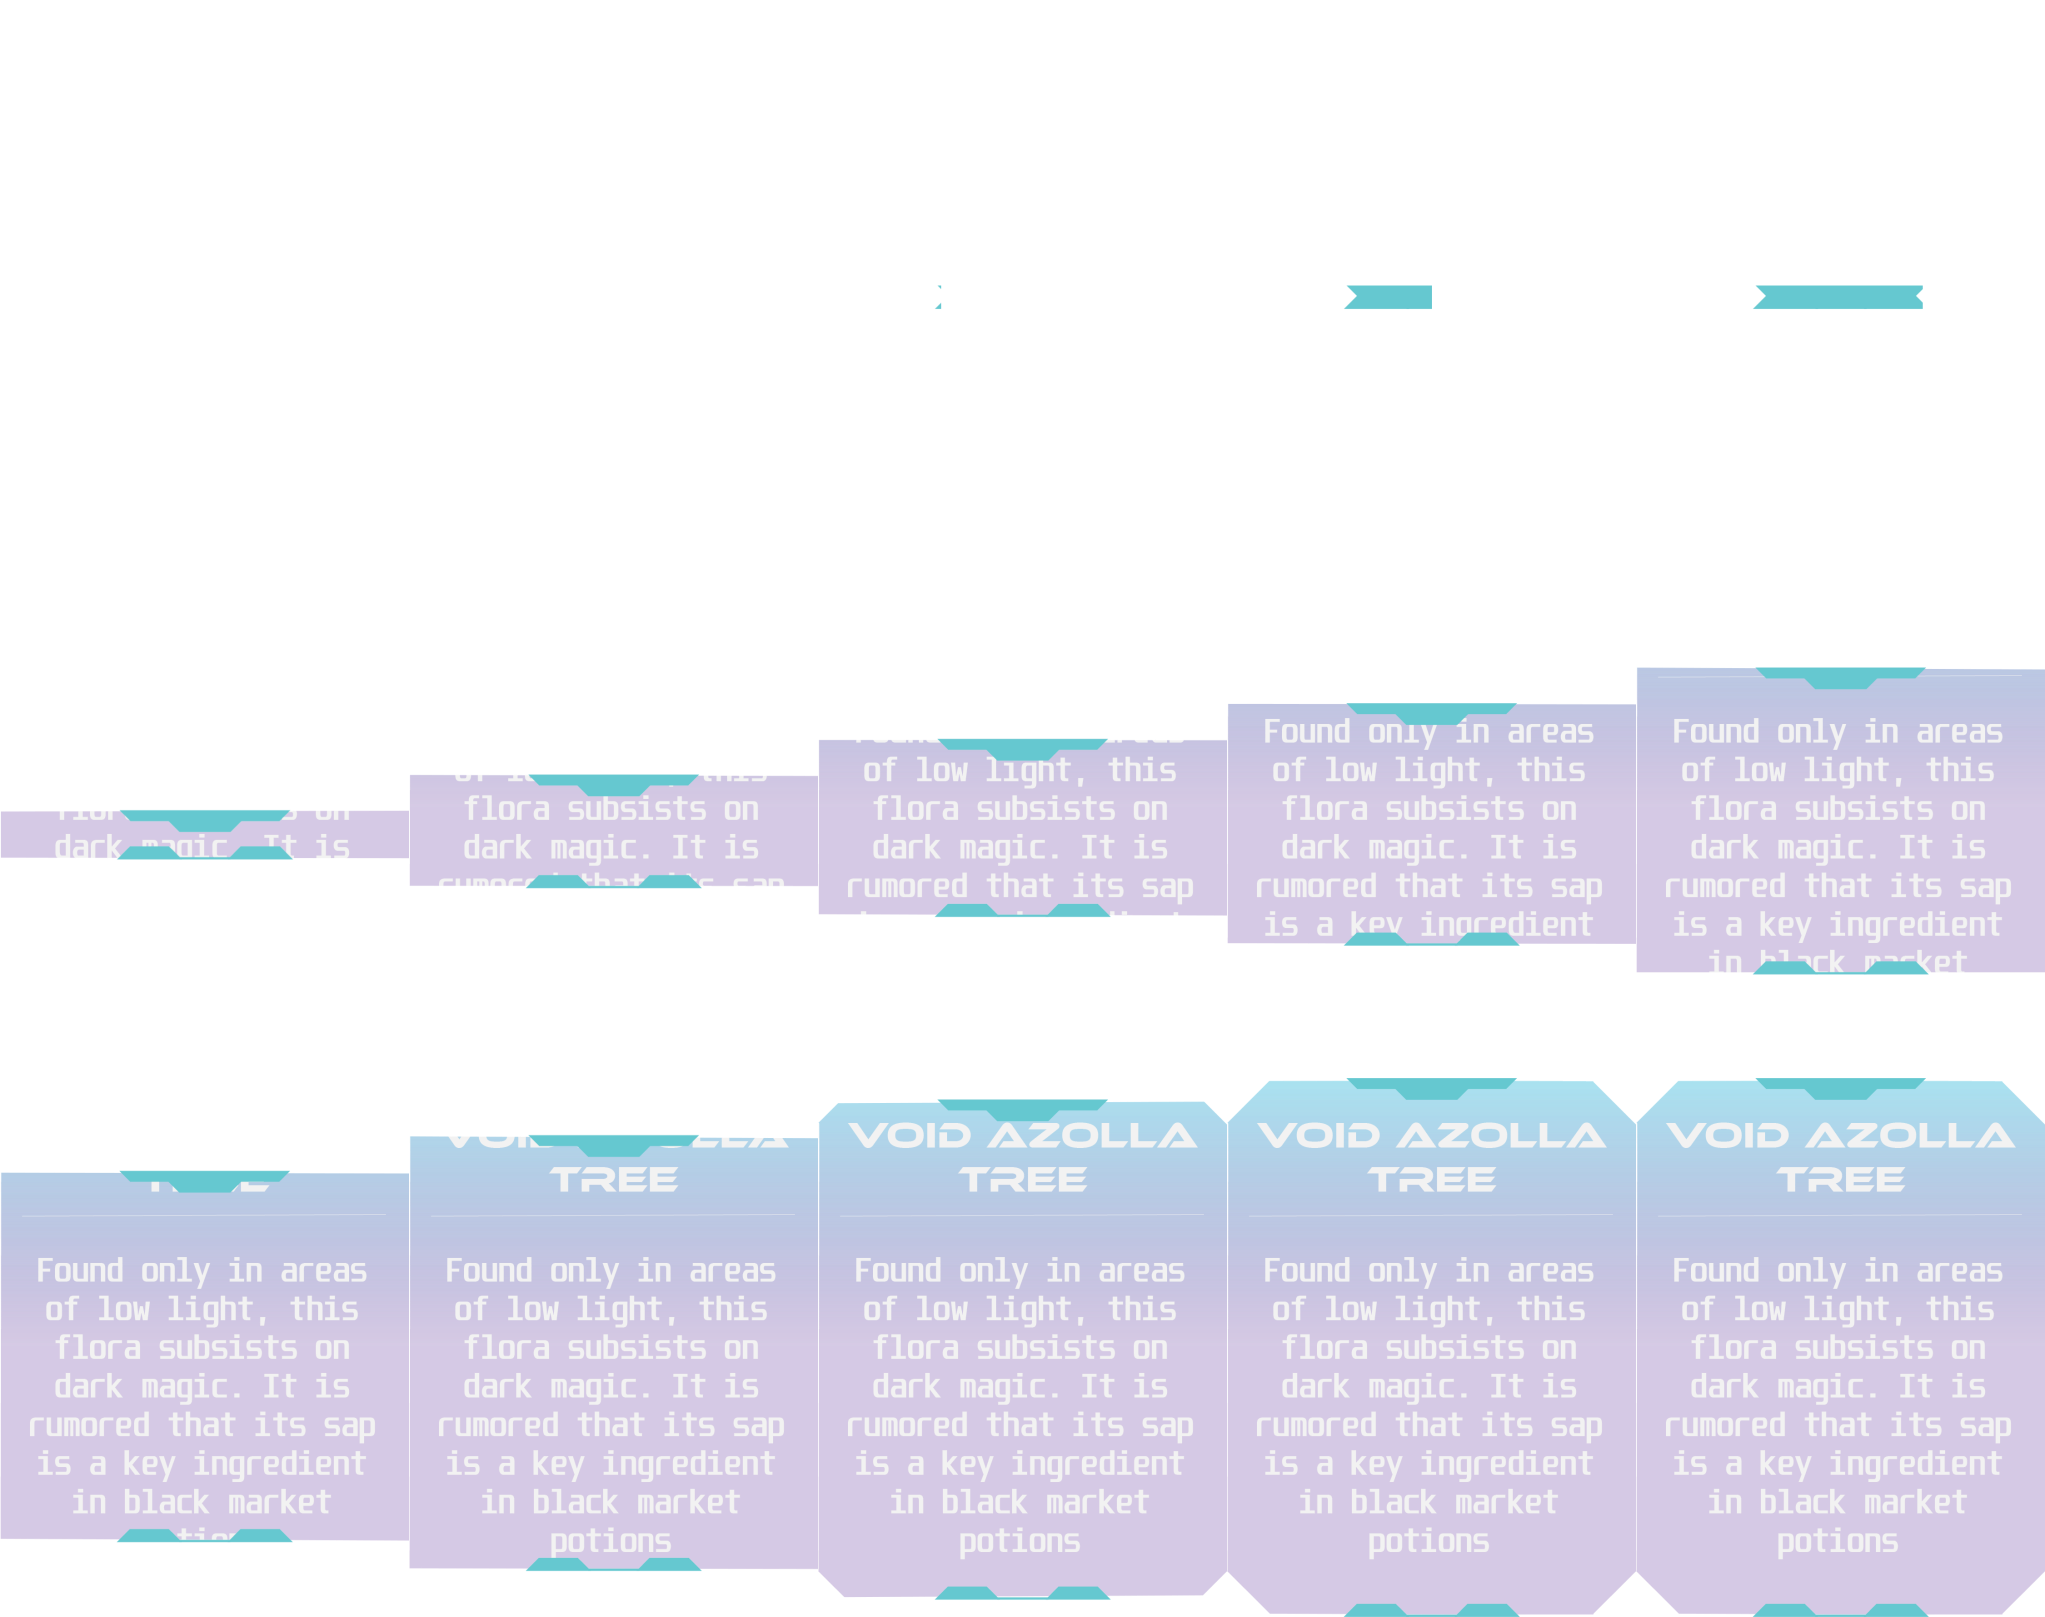 dark magic. It is
flora subsists on
dark magic. It is
rumored that its sap
of low light, this
flora subsists on
dark magic. It is
rumored that its sap
Found only in areas
of low light, this
flora subsists on
dark magic. It is
rumored that its sap
is a key ingredient
Found only in areas
of low light, this
flora subsists on
dark magic. It is
rumored that its sap
is a key ingredient
in black market
Found only in areas
of low light, this
flora subsists on
dark magic. It is
rumored that its sap
is a key ingredient
in black market
VOID AZOLLA
TREE
Found only in areas
of low light, this
flora subsists on
dark magic. It is
rumored that its sap
is a key ingredient
in black market
potions
VOID AZOLLA
TREE
Found only in areas
of low light, this
flora subsists on
dark magic. It is
rumored that its sap
is a key ingredient
in black market
potions
VOID AZOLLA
TREE
Found only in areas
of low light, this
flora subsists on
dark magic. It is
rumored that its sap
is a key ingredient
in black market
potions
VOID AZOLLA
TREE
Found only in areas
of low light, this
flora subsists on
dark magic. It is
rumored that its sap
is a key ingredient
in black market
potions